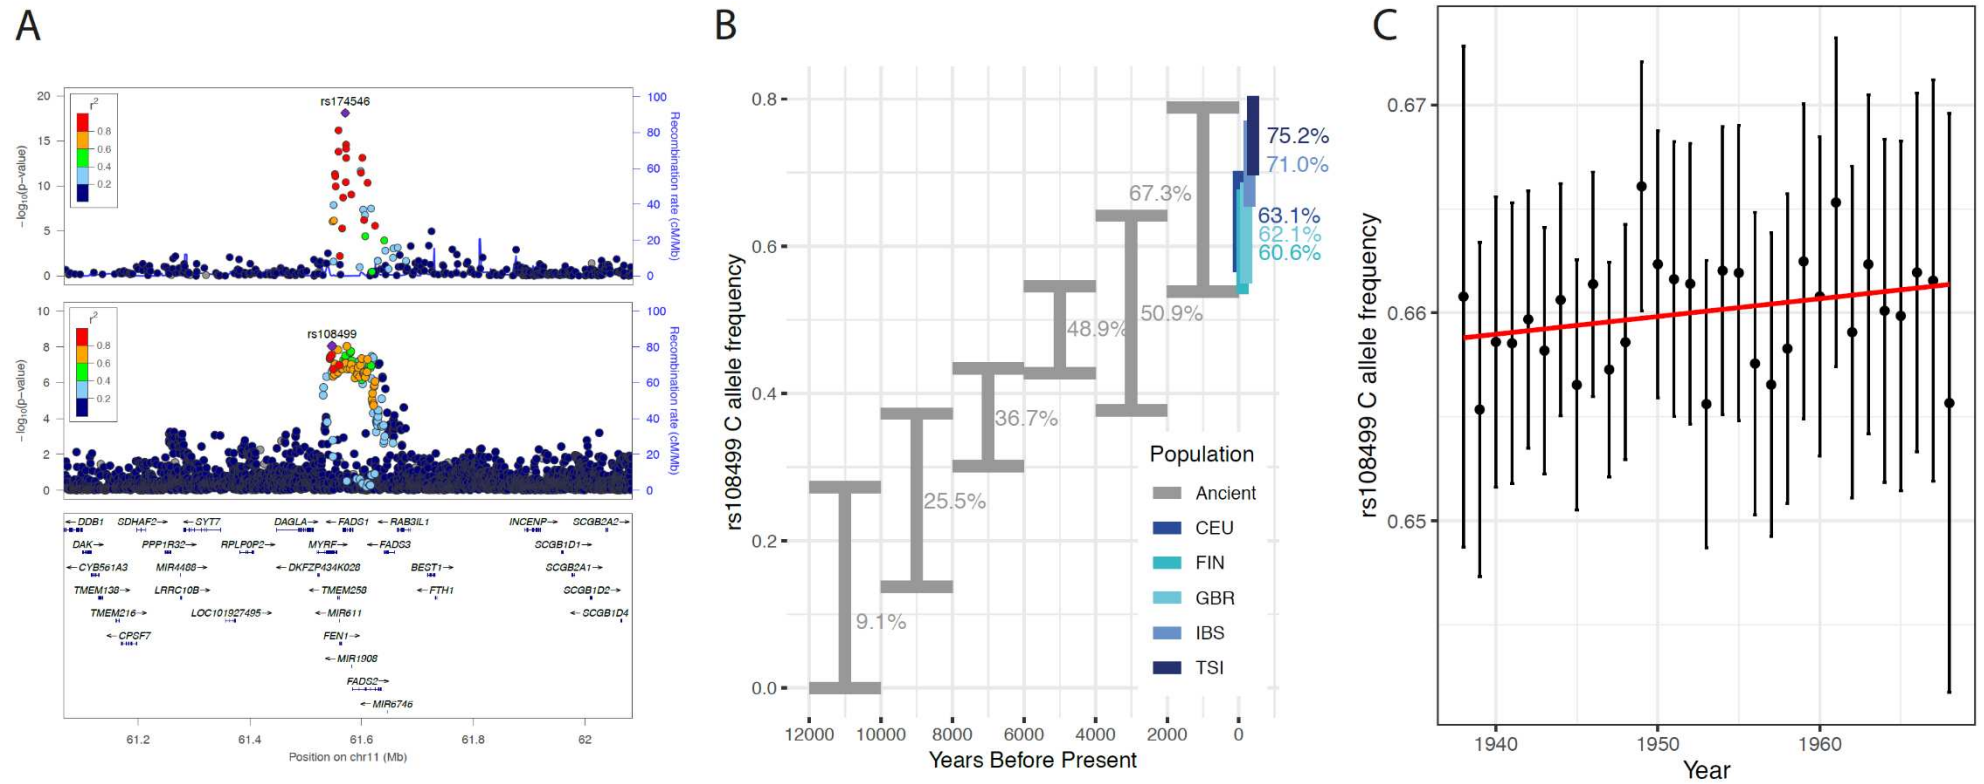 A
rs174546
r2
0.8
0.6
0.4
0.2
20
15
10
5
0
−log10(p-value)
100
80
60
40
20
0
Recombination rate (cM/Mb)
rs108499
r2
0.8
0.6
0.4
0.2
10
8
6
4
2
0
−log10(p-value)
100
80
60
40
20
0
Recombination rate (cM/Mb)
←DDB1 SDHAF2→ ←SYT7 DAGLA→ ←FADS1 ←RAB3IL1 INCENP→ SCGB2A2→
DAK→ PPP1R32→ RPLP0P2→ MYRF→ ←FADS3 SCGB1D1→
←CYB561A3 MIR4488→ ←DKFZP434K028 BEST1→ SCGB2A1→
TMEM138→ LRRC10B→ ←TMEM258 ←FTH1 SCGB1D2→
TMEM216→ LOC101927495→ ←MIR611 ←SCGB1D4
←CPSF7 FEN1→
←MIR1908
FADS2→
←MIR6746
61.2 61.4 61.6 61.8 62
Position on chr11 (Mb)
B
rs108499 C allele frequency
0.8
0.6
0.4
0.2
0.0
9.1%
25.5%
36.7%
48.9%
50.9%
67.3%
75.2%
71.0%
63.1%
62.1%
60.6%
Population
Ancient
CEU
FIN
GBR
IBS
TSI
12000 10000 8000 6000 4000 2000 0
Years Before Present
C
rs108499 C allele frequency
0.67
0.66
0.65
1940 1950 1960
Year